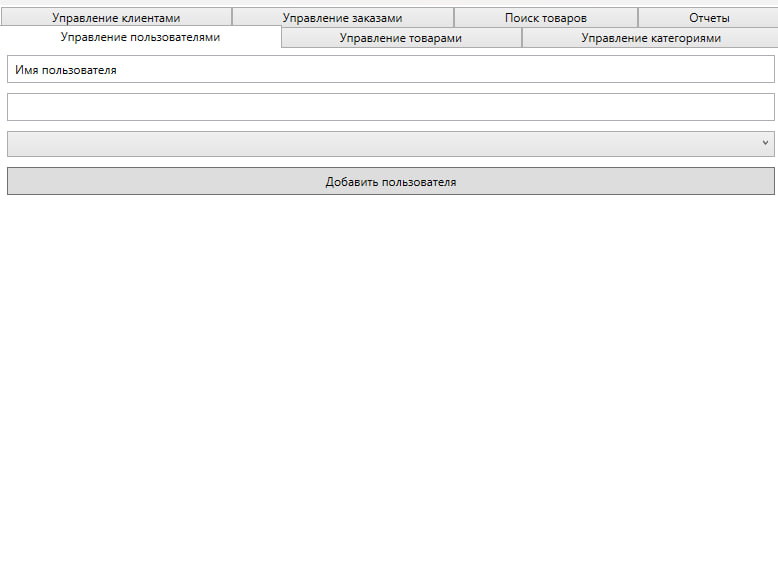 Управление клиентами
Управление заказами
Поиск товаров
Отчеты
Управление пользователями
Управление товарами
Управление категориями
Имя пользователя
Добавить пользователя